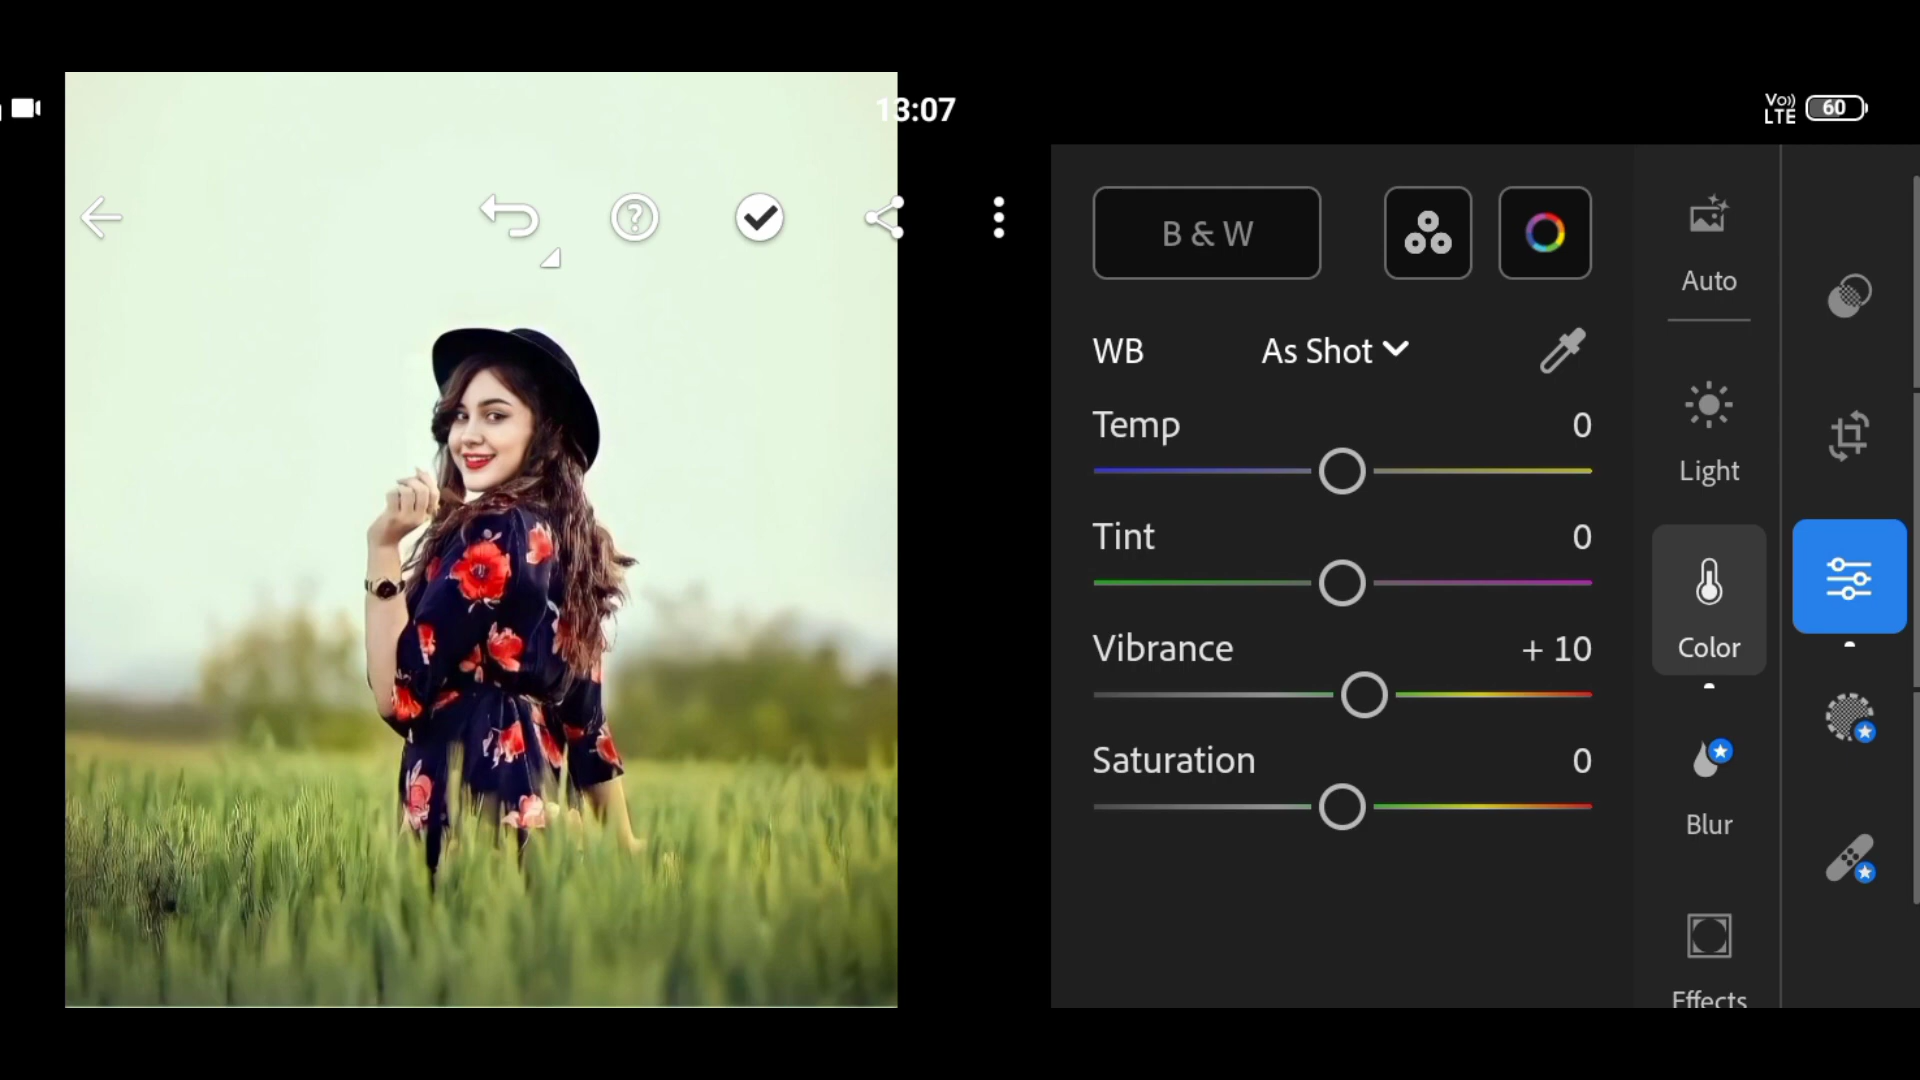 13:07
Vo)) LTE
60
B & W
WB As Shot
Temp 0
Tint 0
Vibrance + 10
Saturation 0
Auto
Light
Color
Blur
Effects